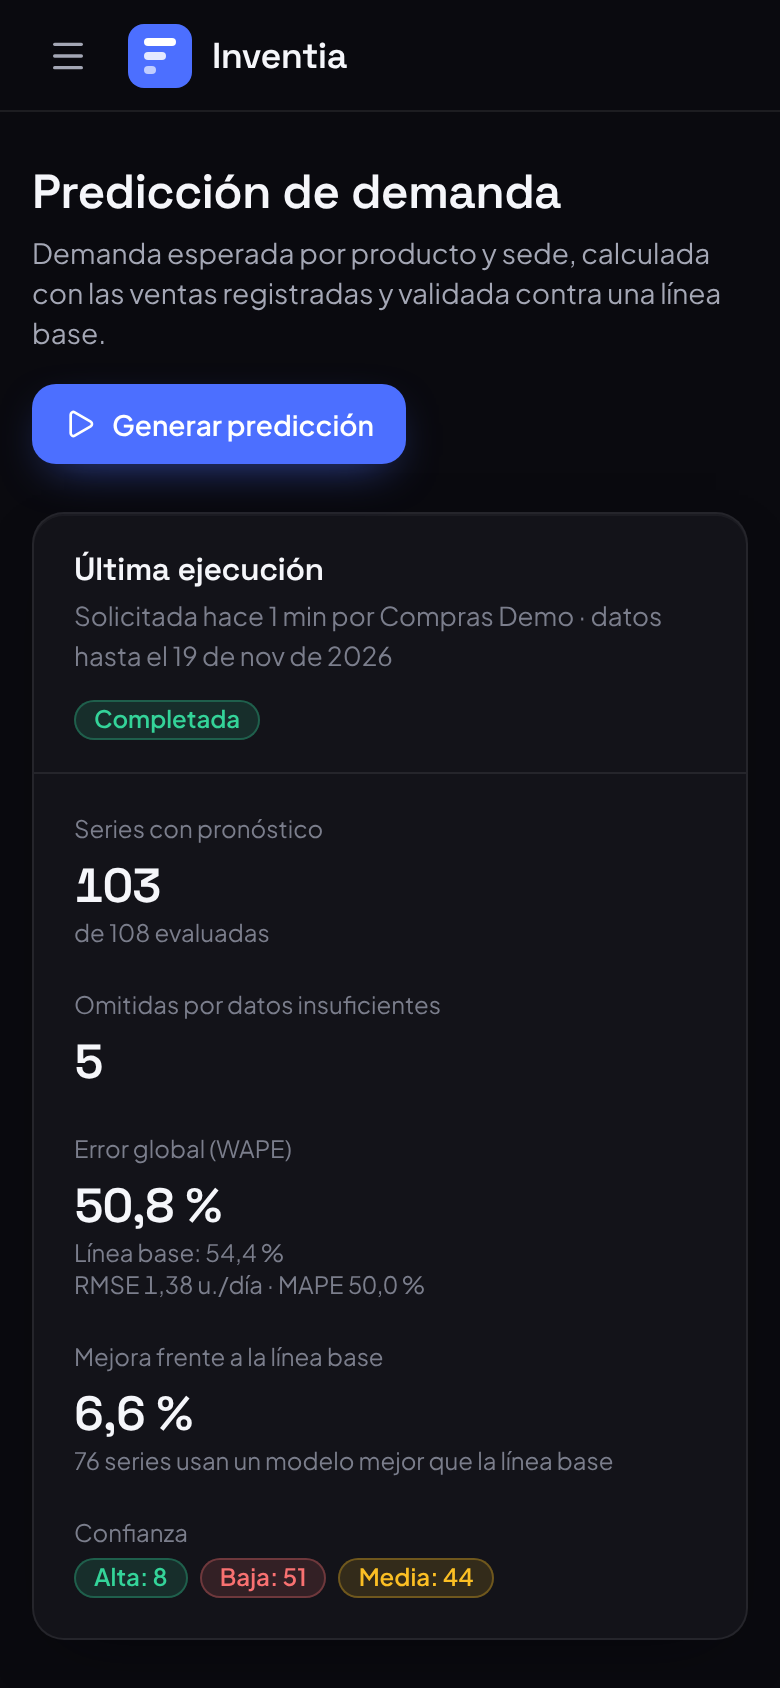 Inventia
Predicción de demanda
Demanda esperada por producto y sede, calculada
con las ventas registradas y validada contra una línea
base.
Generar predicción
Última ejecución
Solicitada hace 1 min por Compras Demo · datos
hasta el 19 de nov de 2026
Completada
Series con pronóstico
103
de 108 evaluadas
Omitidas por datos insuficientes
5
Error global (WAPE)
50,8 %
Línea base: 54,4 %
RMSE 1,38 u./día · MAPE 50,0 %
Mejora frente a la línea base
6,6 %
76 series usan un modelo mejor que la línea base
Confianza
Alta: 8 Baja: 51 Media: 44